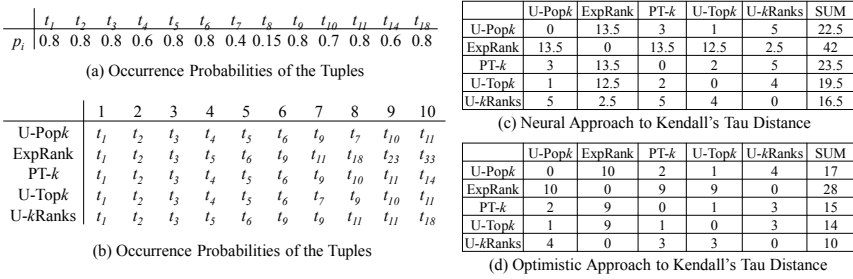 t1 t2 t3 t4 t5 t6 t7 t8 t9 t10 t11 t14 t18
pi 0.8 0.8 0.8 0.6 0.8 0.8 0.4 0.15 0.8 0.7 0.8 0.6 0.8
(a) Occurrence Probabilities of the Tuples
1 2 3 4 5 6 7 8 9 10
U-Popk t1 t2 t3 t4 t5 t6 t9 t7 t10 t11
ExpRank t1 t2 t3 t5 t6 t9 t11 t18 t23 t33
PT-k t1 t2 t3 t4 t5 t6 t9 t10 t11 t14
U-Topk t1 t2 t3 t4 t5 t6 t7 t9 t10 t11
U-kRanks t1 t2 t3 t5 t6 t9 t9 t11 t11 t18
(b) Occurrence Probabilities of the Tuples
U-Popk ExpRank PT-k U-Topk U-kRanks SUM
U-Popk 0 13.5 3 1 5 22.5
ExpRank 13.5 0 13.5 12.5 2.5 42
PT-k 3 13.5 0 2 5 23.5
U-Topk 1 12.5 2 0 4 19.5
U-kRanks 5 2.5 5 4 0 16.5
(c) Neural Approach to Kendall's Tau Distance
U-Popk ExpRank PT-k U-Topk U-kRanks SUM
U-Popk 0 10 2 1 4 17
ExpRank 10 0 9 9 0 28
PT-k 2 9 0 1 3 15
U-Topk 1 9 1 0 3 14
U-kRanks 4 0 3 3 0 10
(d) Optimistic Approach to Kendall's Tau Distance